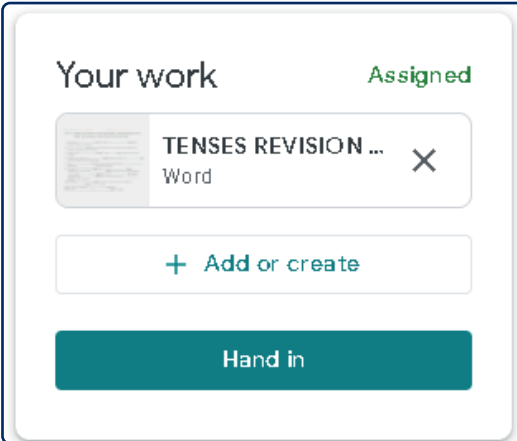 Your work
Assigned
TENSES REVISION ...
Word
+ Add or create
Hand in